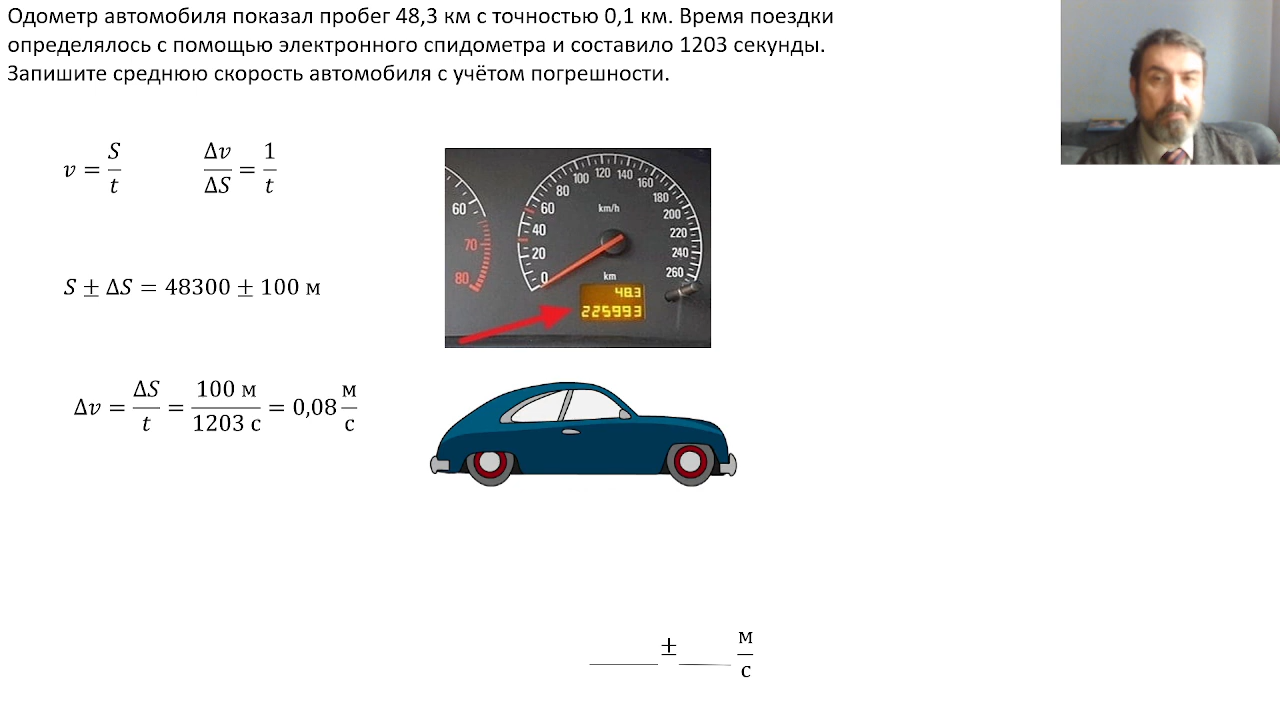 Одометр автомобиля показал пробег 48,3 км с точностью 0,1 км. Время поездки
определялось с помощью электронного спидометра и составило 1203 секунды.
Запишите среднюю скорость автомобиля с учётом погрешности.
v = S/t   Δv/ΔS = 1/t
S ± ΔS = 48300 ± 100 м
Δv = ΔS/t = 100 м/1203 с = 0,08 м/с
60
70
80
0 20 40 60 80 100 120 140 160 180 200 220 240 260
km/h
km
48.3
225993
____ ± ____ м/с